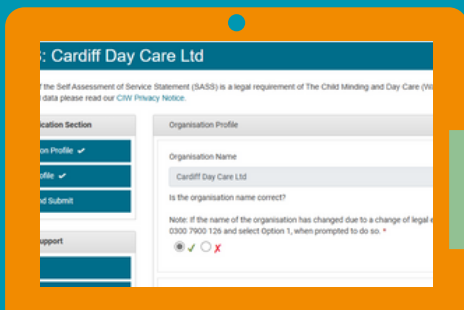 : Cardiff Day Care Ltd
the Self Assessment of Service Statement (SASS) is a legal requirement of The Child Minding and Day Care
data please read our CIW Privacy Notice.
ication Section
Organisation Profile
on Profile ✔
ofile ✔
nd Submit
Organisation Name
Cardiff Day Care Ltd
Is the organisation name correct?
Note: If the name of the organisation has changed due to a change of legal
0300 7900 126 and select Option 1, when prompted to do so. *
upport
✓ ✗